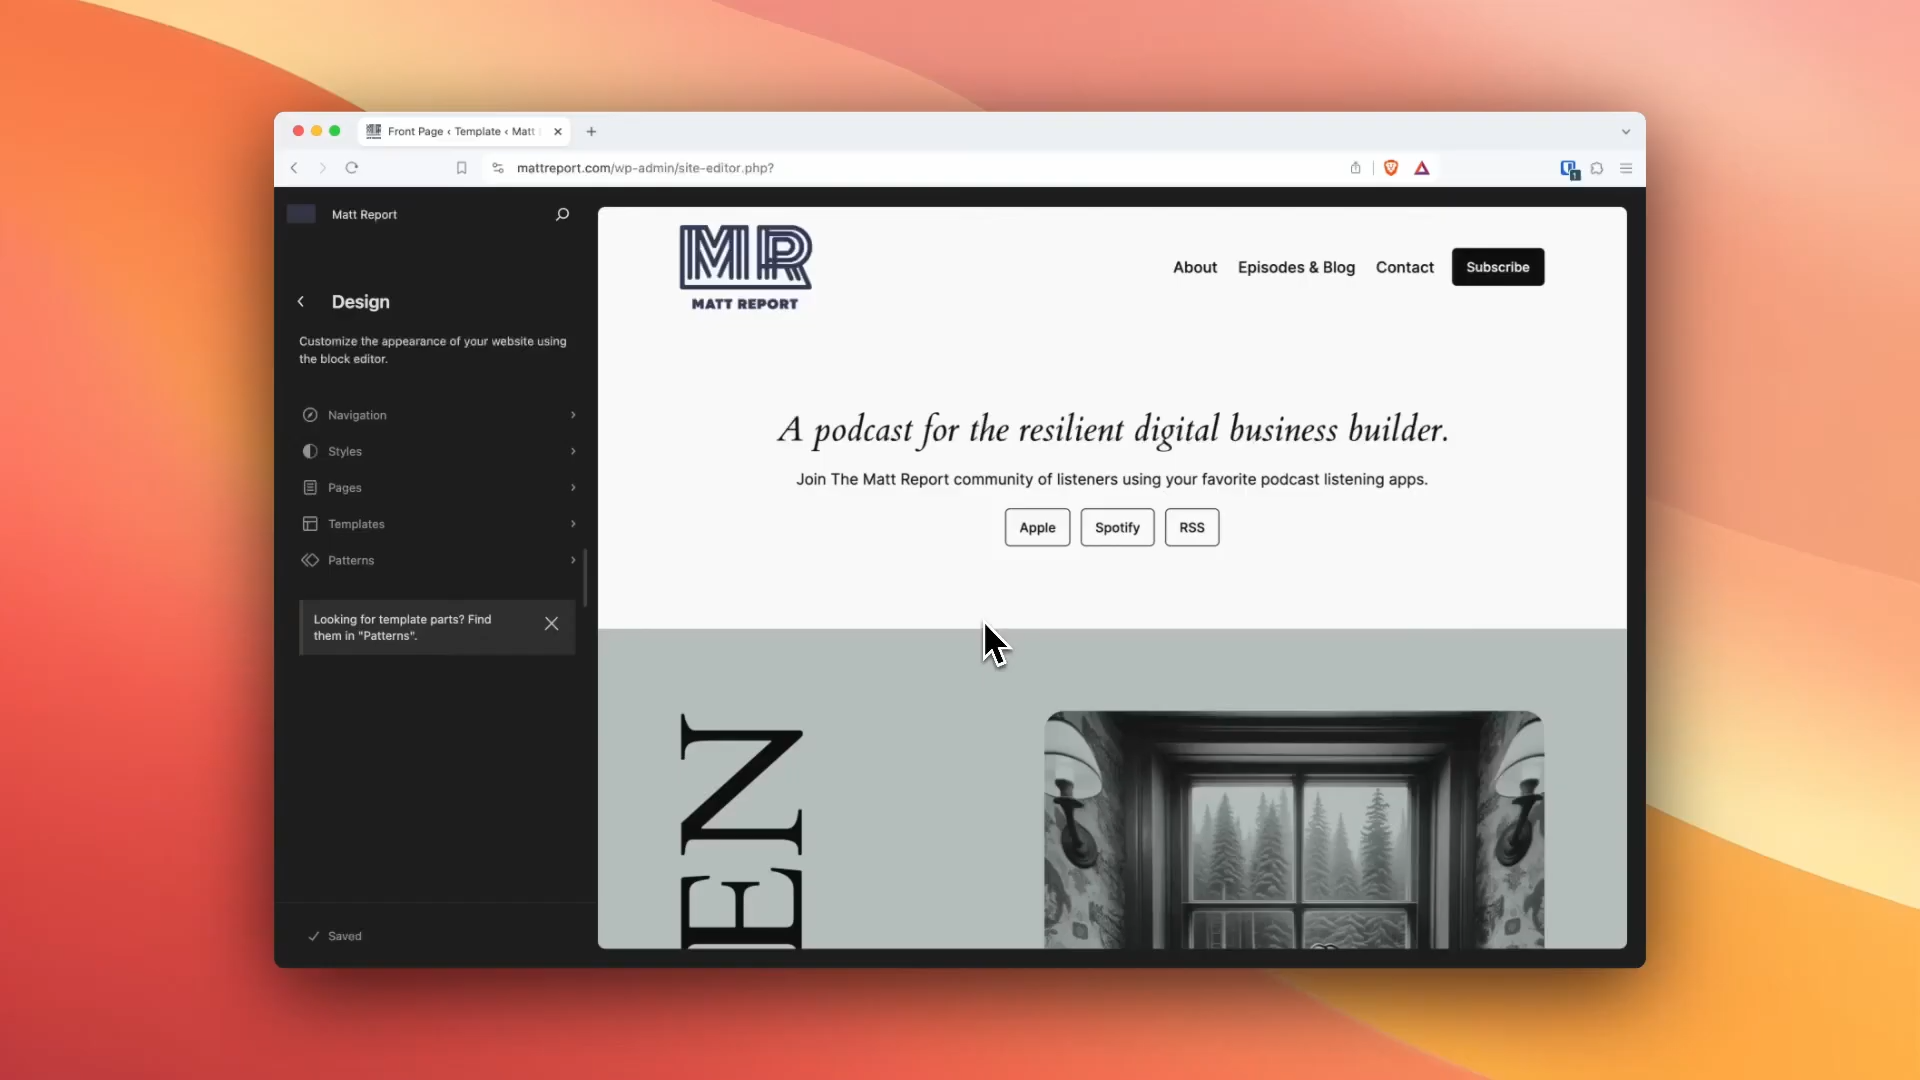 Front Page ‹ Template ‹ Matt
mattreport.com/wp-admin/site-editor.php?
1
Matt Report
Design
Customize the appearance of your website using
the block editor.
Navigation
Styles
Pages
Templates
Patterns
Looking for template parts? Find
them in "Patterns".
Saved
MR
MATT REPORT
About
Episodes & Blog
Contact
Subscribe
A podcast for the resilient digital business builder.
Join The Matt Report community of listeners using your favorite podcast listening apps.
Apple
Spotify
RSS
EN